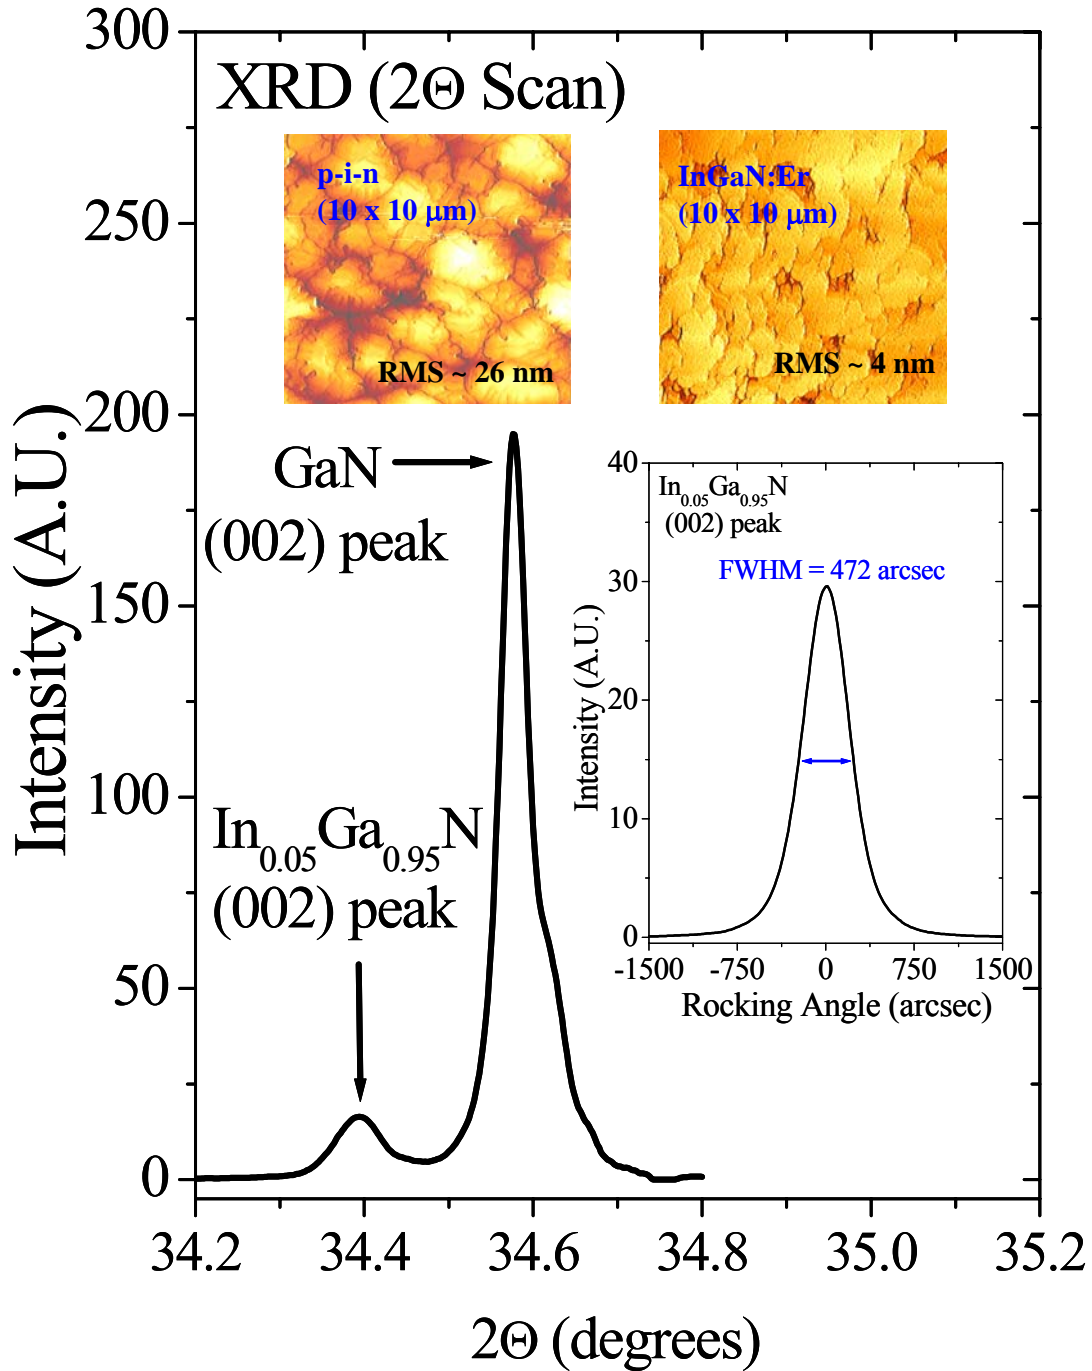 XRD (2Θ Scan)
p-i-n
(10 x 10 μm)
RMS ~ 26 nm
InGaN:Er
(10 x 10 μm)
RMS ~ 4 nm
GaN
(002) peak
In0.05Ga0.95N
(002) peak
Intensity (A.U.)
300
250
200
150
100
50
0
34.2 34.4 34.6 34.8 35.0 35.2
2Θ (degrees)
In0.05Ga0.95N
(002) peak
FWHM = 472 arcsec
Intensity (A.U.)
40
30
20
10
0
-1500 -750 0 750 1500
Rocking Angle (arcsec)